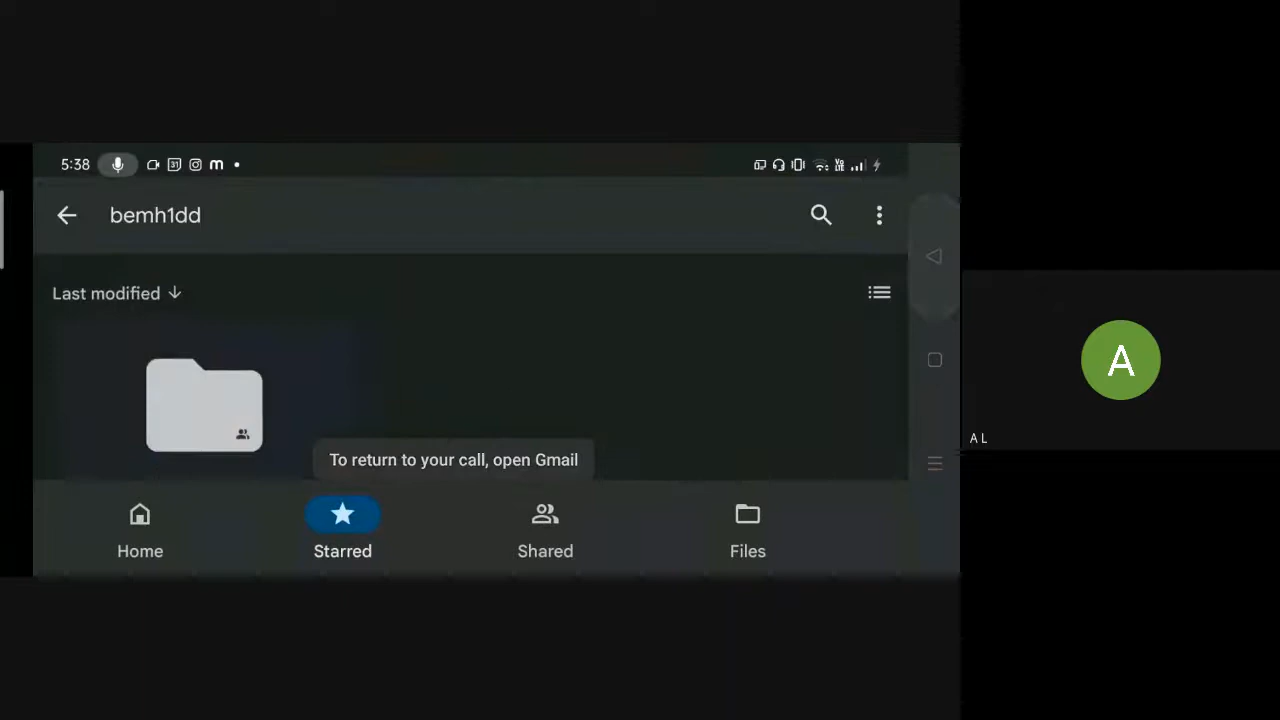 5:38
bemh1dd
Last modified
To return to your call, open Gmail
Home
Starred
Shared
Files
A
A L